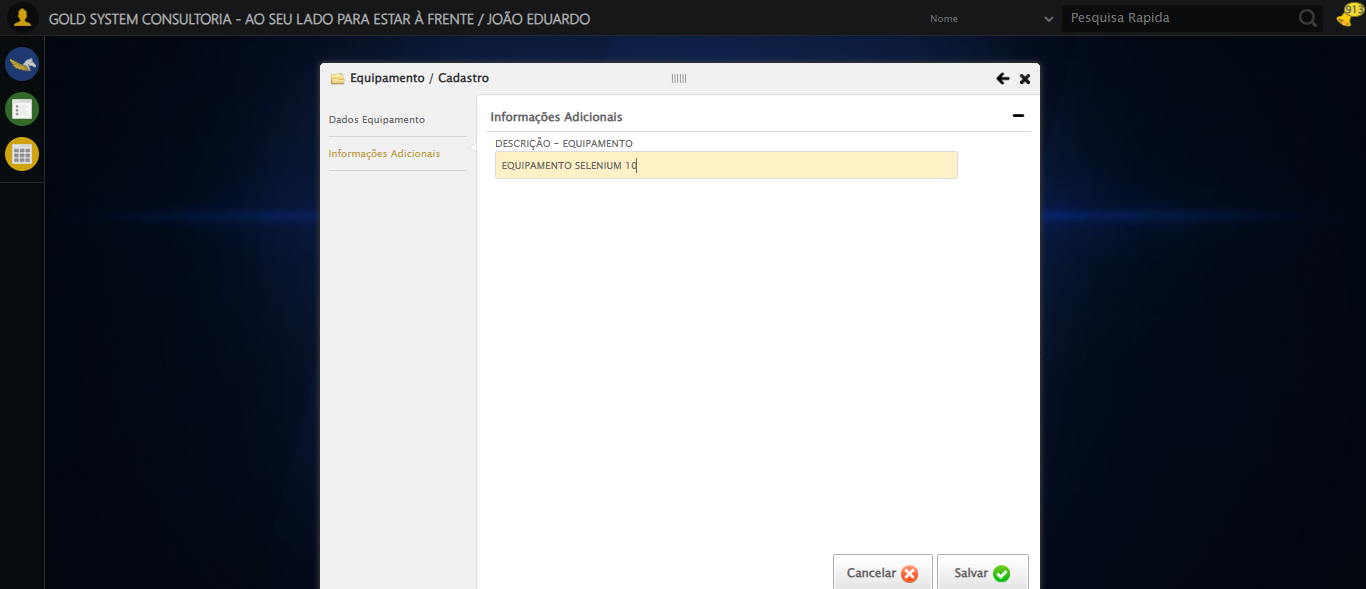 GOLD SYSTEM CONSULTORIA - AO SEU LADO PARA ESTAR À FRENTE / JOÃO EDUARDO
Nome
Pesquisa Rapida
913
Equipamento / Cadastro
Dados Equipamento
Informações Adicionais
Informações Adicionais
DESCRIÇÃO - EQUIPAMENTO
EQUIPAMENTO SELENIUM 10
Cancelar
Salvar